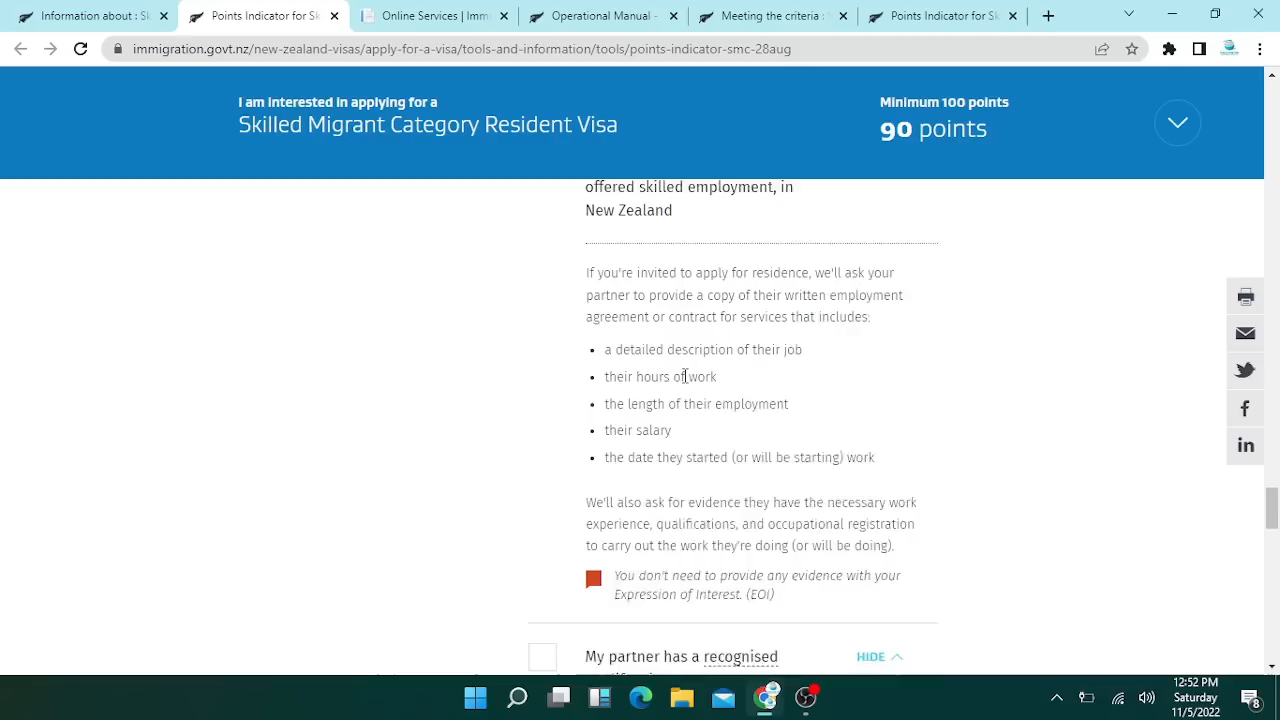 Information about : Sk
Points Indicator for Sk
Online Services | Imm
Operational Manual -
Meeting the criteria :
Points Indicator for Sk
immigration.govt.nz/new-zealand-visas/apply-for-a-visa/tools-and-information/tools/points-indicator-smc-28aug
I am interested in applying for a
Skilled Migrant Category Resident Visa
Minimum 100 points
90 points
offered skilled employment, in
New Zealand
If you're invited to apply for residence, we'll ask your
partner to provide a copy of their written employment
agreement or contract for services that includes:
• a detailed description of their job
• their hours of work
• the length of their employment
• their salary
• the date they started (or will be starting) work
We'll also ask for evidence they have the necessary work
experience, qualifications, and occupational registration
to carry out the work they're doing (or will be doing).
You don't need to provide any evidence with your
Expression of Interest. (EOI)
My partner has a recognised
HIDE
12:52 PM
Saturday
11/5/2022
8